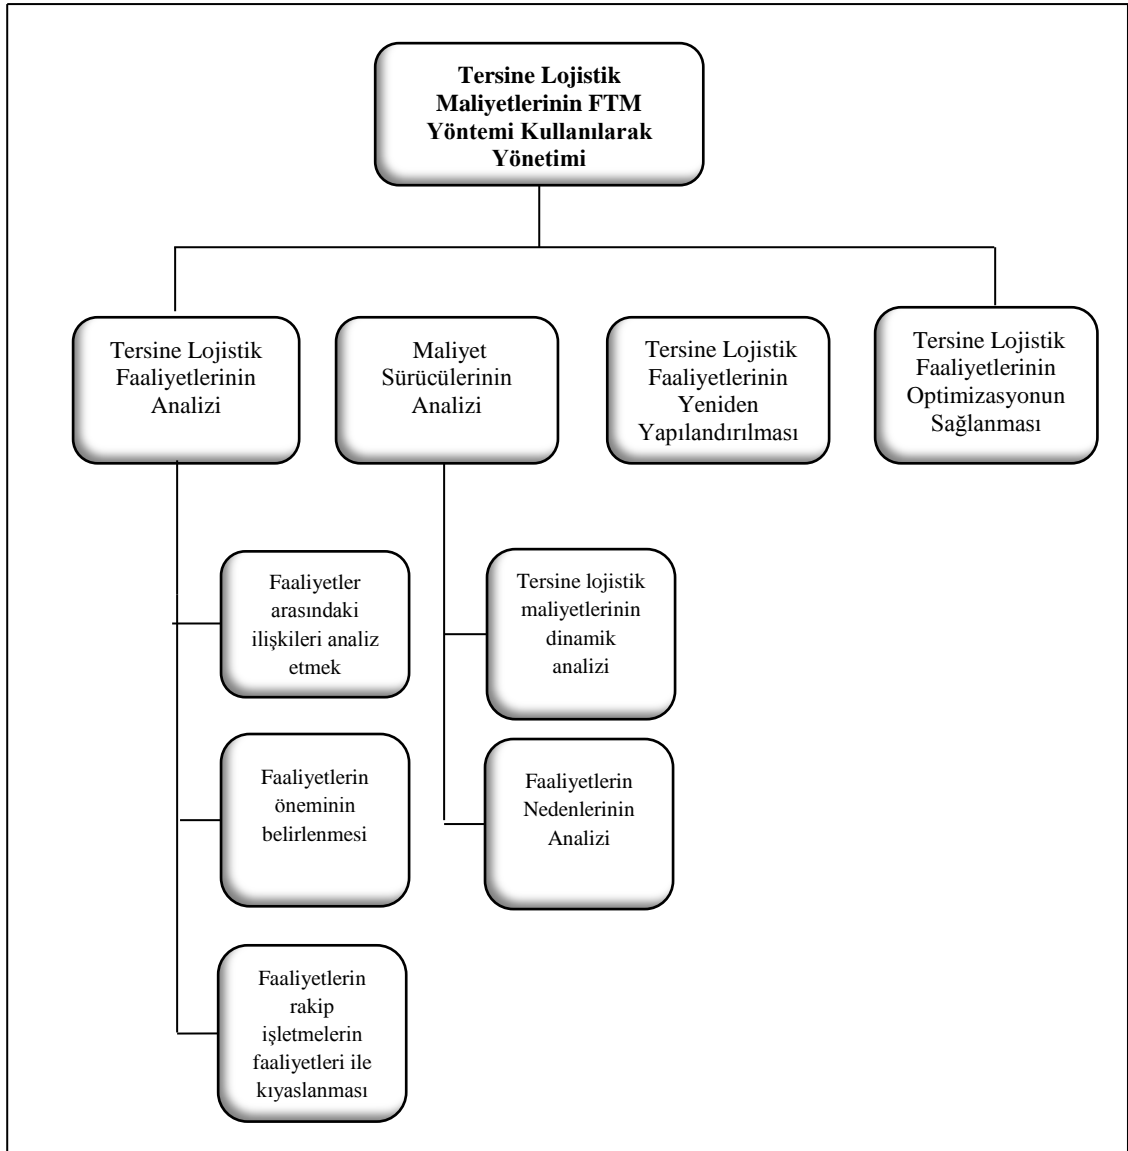 Tersine Lojistik
Maliyetlerinin FTM
Yöntemi Kullanılarak
Yönetimi
Tersine Lojistik
Faaliyetlerinin
Analizi
Maliyet
Sürücülerinin
Analizi
Tersine Lojistik
Faaliyetlerinin
Yeniden
Yapılandırılması
Tersine Lojistik
Faaliyetlerinin
Optimizasyonun
Sağlanması
Faaliyetler
arasındaki
ilişkileri analiz
etmek
Tersine lojistik
maliyetlerinin
dinamik
analizi
Faaliyetlerin
öneminin
belirlenmesi
Faaliyetlerin
Nedenlerinin
Analizi
Faaliyetlerin
rakip
işletmelerin
faaliyetleri ile
kıyaslanması